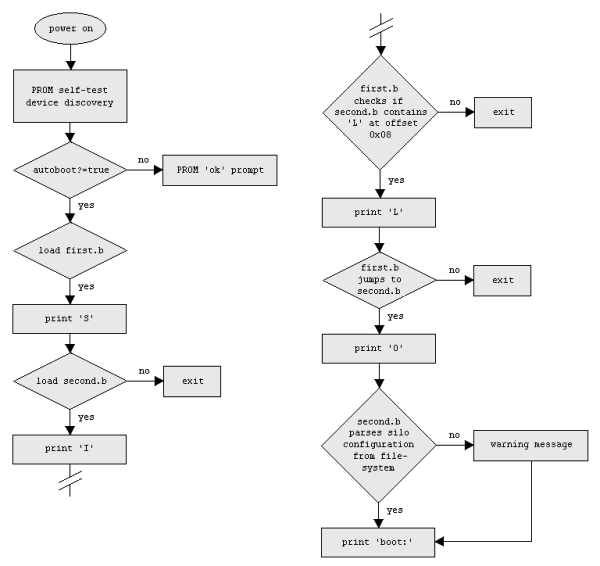 power on
PROM self-test
device discovery
autoboot?=true
no
PROM 'ok' prompt
yes
load first.b
yes
print 'S'
load second.b
no
exit
yes
print 'I'
first.b
checks if
second.b contains
'L' at offset
0x08
no
exit
yes
print 'L'
first.b
jumps to
second.b
no
exit
yes
print 'O'
second.b
parses silo
configuration
from file-
system
no
warning message
yes
print 'boot:'